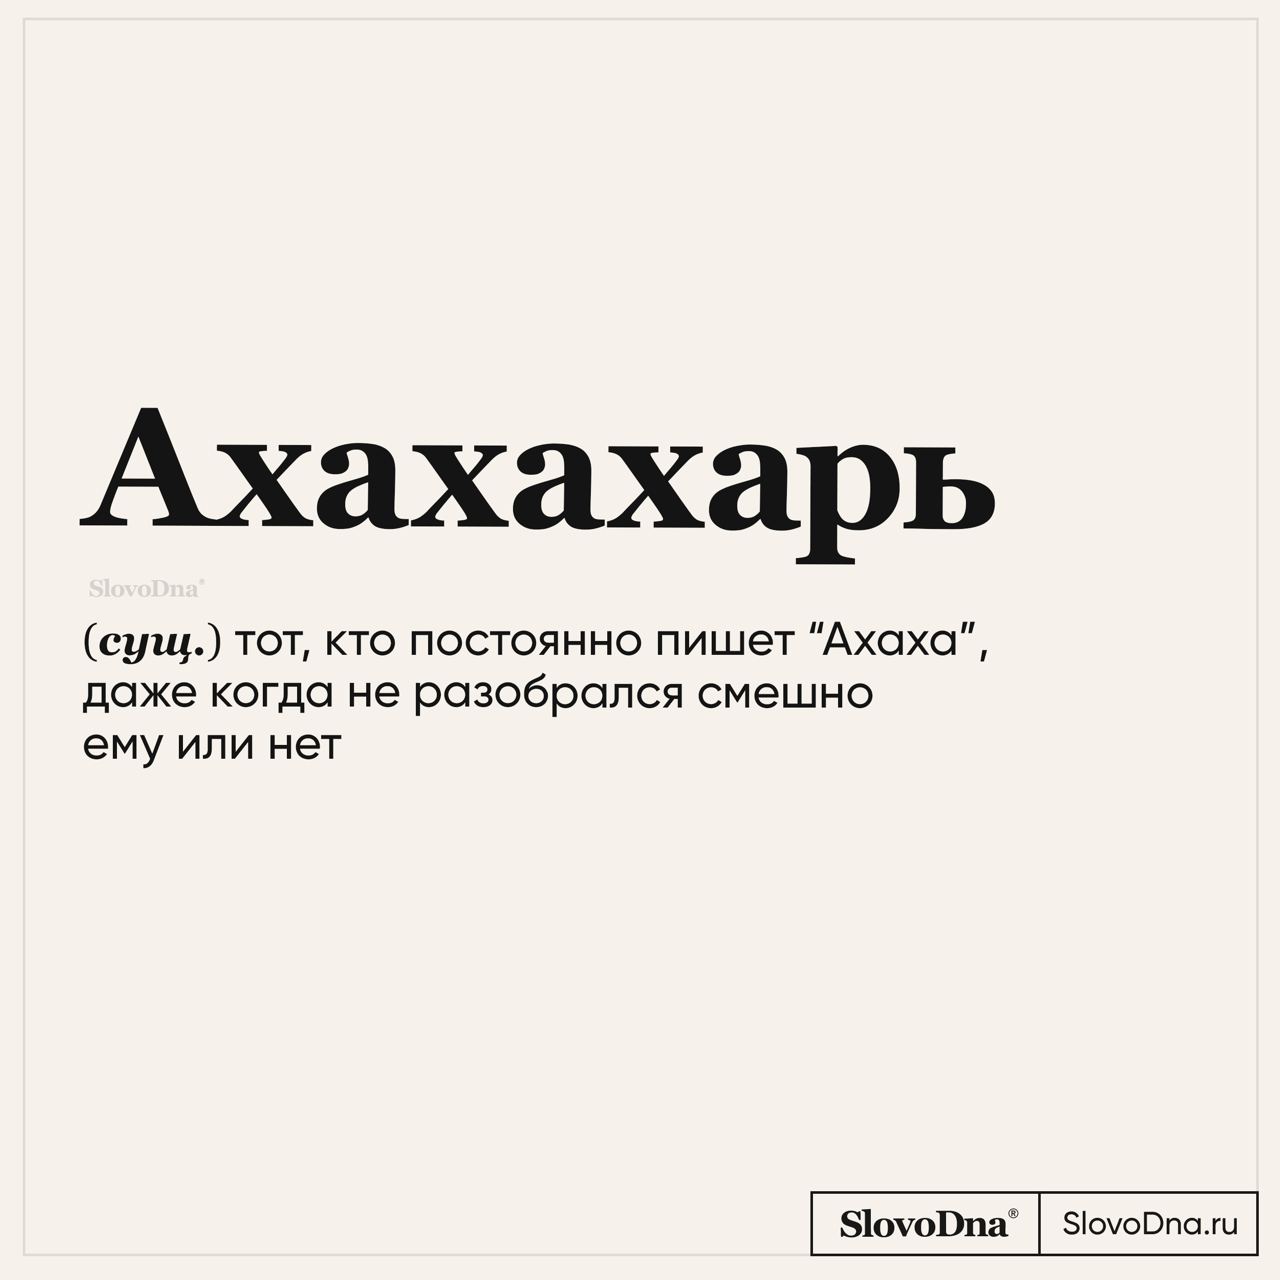 Ахахахарь
SlovoDna®
(сущ.) тот, кто постоянно пишет “Ахаха”,
даже когда не разобрался смешно
ему или нет
SlovoDna® SlovoDna.ru